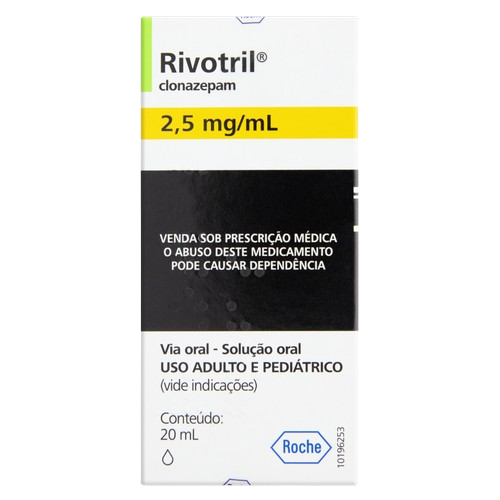 Rivotril®
clonazepam
2,5 mg/mL
VENDA SOB PRESCRIÇÃO MÉDICA
O ABUSO DESTE MEDICAMENTO
PODE CAUSAR DEPENDÊNCIA
Via oral - Solução oral
USO ADULTO E PEDIÁTRICO
(vide indicações)
Conteúdo:
20 mL
Roche
10196253